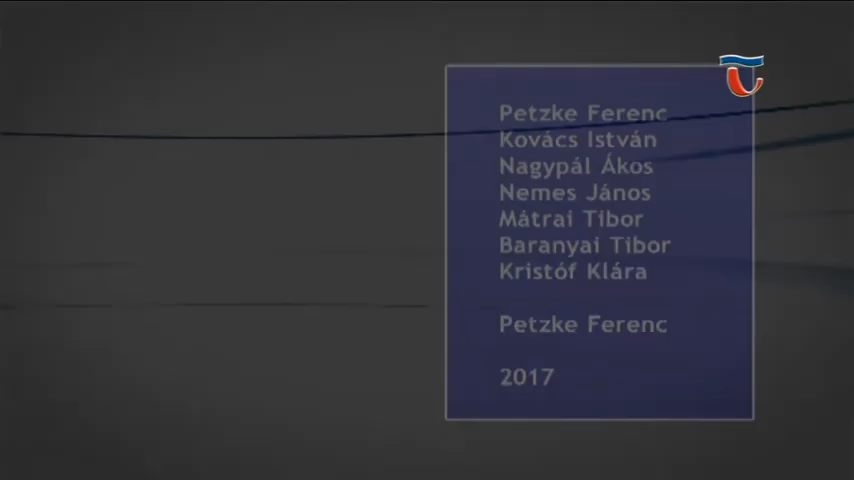 Petzke Ferenc
Kovács István
Nagypál Ákos
Nemes János
Mátrai Tibor
Baranyai Tibor
Kristóf Klára
Petzke Ferenc
2017